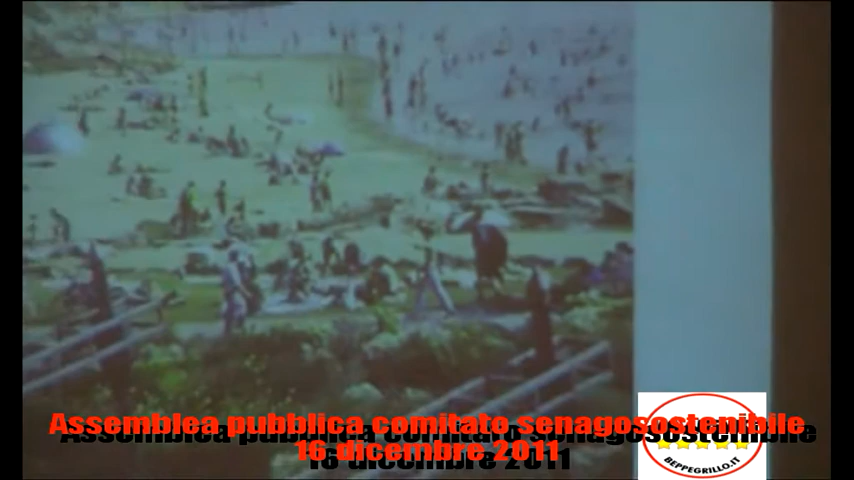 Assemblea pubblica comitato senagosostenibile
16 dicembre 2011
BEPPEGRILLO.IT